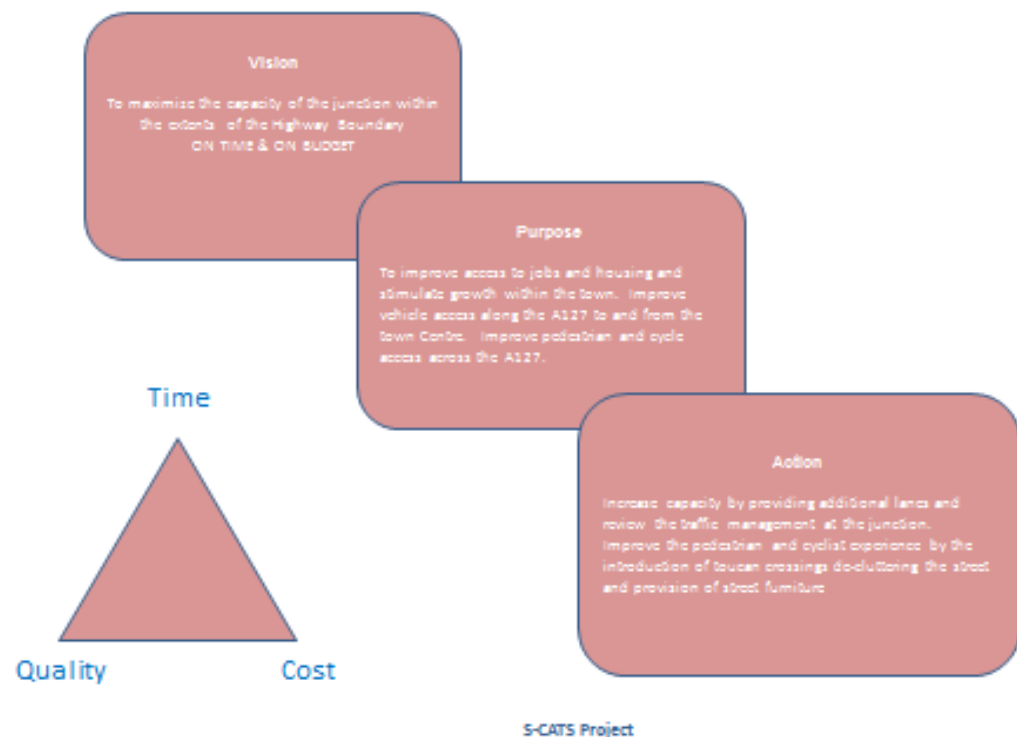 Vision
To maximise the capacity of the junction within
the extents of the Highway Boundary
ON TIME & ON BUDGET
Purpose
To improve access to jobs and housing and
stimulate growth within the town. Improve
vehicle access along the A127 to and from the
town Centre. Improve pedestrian and cycle
access across the A127.
Time
Quality
Cost
Action
Increase capacity by providing additional lanes and
review the traffic management at the junction.
Improve the pedestrian and cyclist experience by the
introduction of toucan crossings de-cluttering the street
and provision of street furniture
S-CATS Project